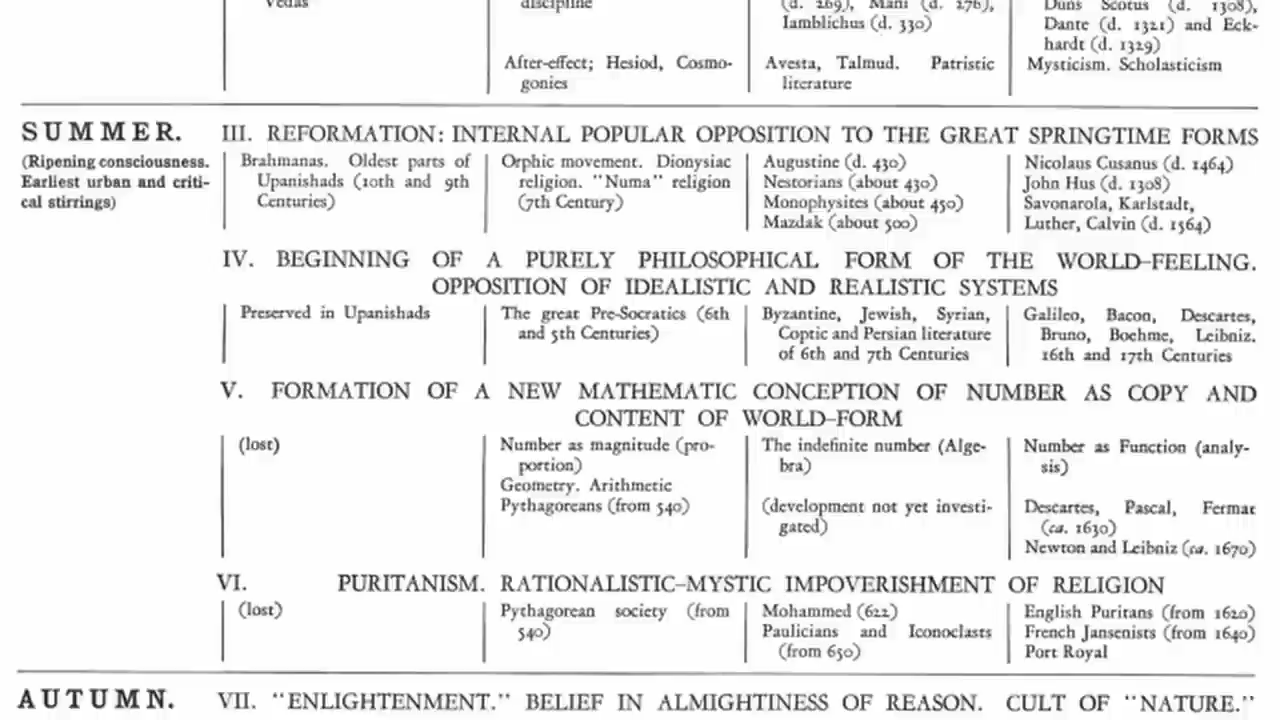 Vedas
discipline
(d. 269), Mani (d. 276),
Iamblichus (d. 330)
Duns Scotus (d. 1308),
Dante (d. 1321) and Eck-
hardt (d. 1329)
After-effect; Hesiod, Cosmo-
gonies
Avesta, Talmud. Patristic
literature
Mysticism. Scholasticism
SUMMER.
(Ripening consciousness.
Earliest urban and criti-
cal stirrings)
III. REFORMATION: INTERNAL POPULAR OPPOSITION TO THE GREAT SPRINGTIME FORMS
Brahmanas. Oldest parts of
Upanishads (10th and 9th
Centuries)
Orphic movement. Dionysiac
religion. "Numa" religion
(7th Century)
Augustine (d. 430)
Nestorians (about 430)
Monophysites (about 450)
Mazdak (about 500)
Nicolaus Cusanus (d. 1464)
John Hus (d. 1308)
Savonarola, Karlstadt,
Luther, Calvin (d. 1564)
IV. BEGINNING OF A PURELY PHILOSOPHICAL FORM OF THE WORLD-FEELING.
OPPOSITION OF IDEALISTIC AND REALISTIC SYSTEMS
Preserved in Upanishads
The great Pre-Socratics (6th
and 5th Centuries)
Byzantine, Jewish, Syrian,
Coptic and Persian literature
of 6th and 7th Centuries
Galileo, Bacon, Descartes,
Bruno, Boehme, Leibniz.
16th and 17th Centuries
V. FORMATION OF A NEW MATHEMATIC CONCEPTION OF NUMBER AS COPY AND
CONTENT OF WORLD-FORM
(lost)
Number as magnitude (pro-
portion)
Geometry. Arithmetic
Pythagoreans (from 540)
The indefinite number (Alge-
bra)
(development not yet investi-
gated)
Number as Function (analy-
sis)
Descartes, Pascal, Fermat
(ca. 1630)
Newton and Leibniz (ca. 1670)
VI. PURITANISM. RATIONALISTIC-MYSTIC IMPOVERISHMENT OF RELIGION
(lost)
Pythagorean society (from
540)
Mohammed (622)
Paulicians and Iconoclasts
(from 650)
English Puritans (from 1620)
French Jansenists (from 1640)
Port Royal
AUTUMN.
VII. "ENLIGHTENMENT." BELIEF IN ALMIGHTINESS OF REASON. CULT OF "NATURE."